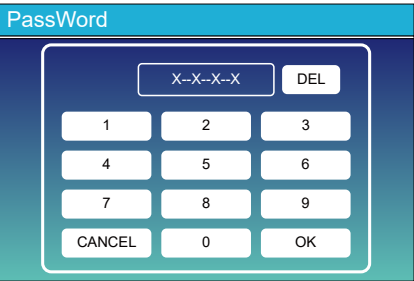 PassWord
X--X--X--X DEL
1 2 3
4 5 6
7 8 9
CANCEL 0 OK